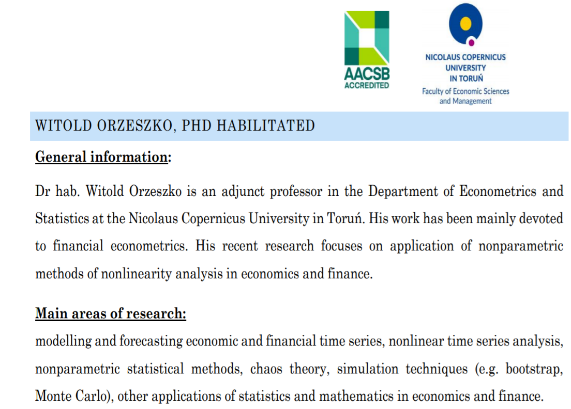 AACSB
ACCREDITED
NICOLAUS COPERNICUS
UNIVERSITY
IN TORUŃ
Faculty of Economic Sciences
and Management
WITOLD ORZESZKO, PHD HABILITATED
General information:
Dr hab. Witold Orzeszko is an adjunct professor in the Department of Econometrics and
Statistics at the Nicolaus Copernicus University in Toruń. His work has been mainly devoted
to financial econometrics. His recent research focuses on application of nonparametric
methods of nonlinearity analysis in economics and finance.
Main areas of research:
modelling and forecasting economic and financial time series, nonlinear time series analysis,
nonparametric statistical methods, chaos theory, simulation techniques (e.g. bootstrap,
Monte Carlo), other applications of statistics and mathematics in economics and finance.